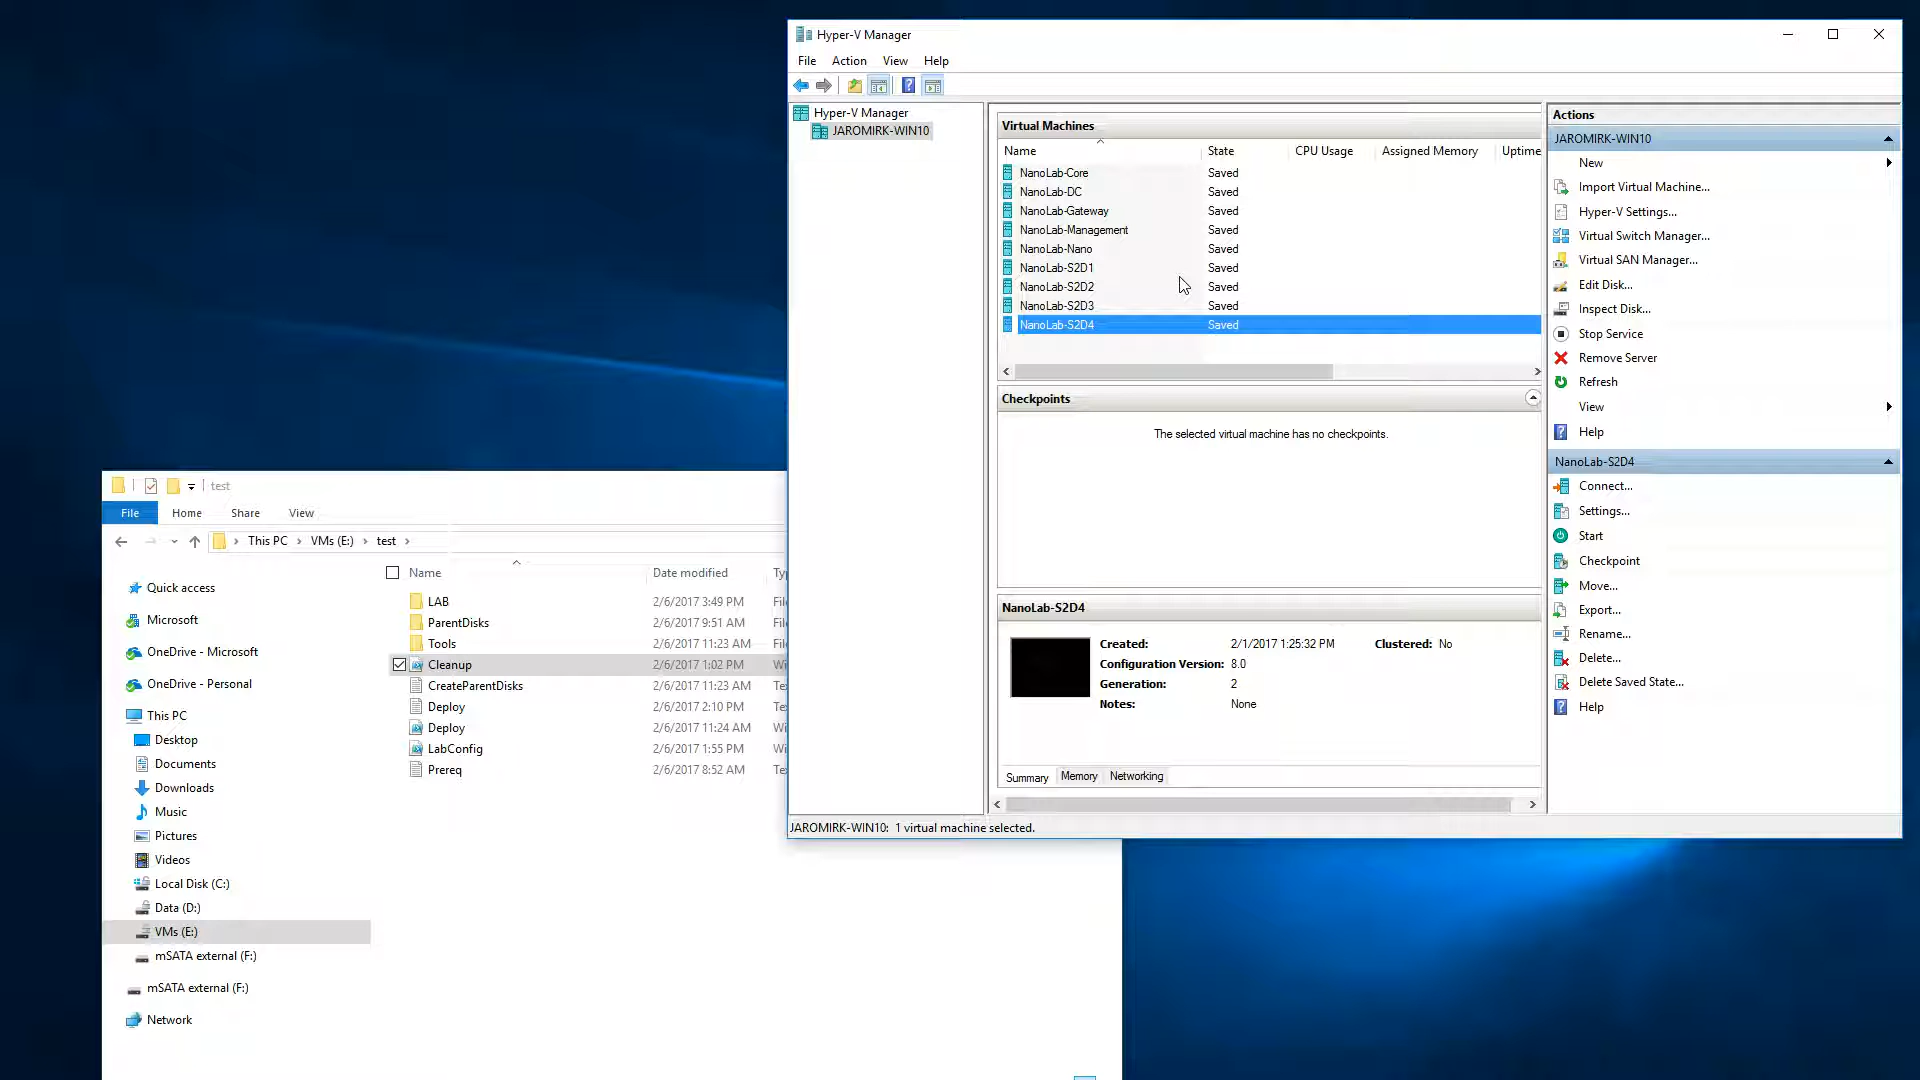 Hyper-V Manager
File Action View Help
Hyper-V Manager
JAROMIRK-WIN10
Virtual Machines
Name State CPU Usage Assigned Memory Uptime
NanoLab-Core Saved
NanoLab-DC Saved
NanoLab-Gateway Saved
NanoLab-Management Saved
NanoLab-Nano Saved
NanoLab-S2D1 Saved
NanoLab-S2D2 Saved
NanoLab-S2D3 Saved
NanoLab-S2D4 Saved
Checkpoints
The selected virtual machine has no checkpoints.
NanoLab-S2D4
Created: 2/1/2017 1:25:32 PM Clustered: No
Configuration Version: 8.0
Generation: 2
Notes: None
Summary Memory Networking
JAROMIRK-WIN10: 1 virtual machine selected.
Actions
JAROMIRK-WIN10
New
Import Virtual Machine...
Hyper-V Settings...
Virtual Switch Manager...
Virtual SAN Manager...
Edit Disk...
Inspect Disk...
Stop Service
Remove Server
Refresh
View
Help
NanoLab-S2D4
Connect...
Settings...
Start
Checkpoint
Move...
Export...
Rename...
Delete...
Delete Saved State...
Help
test
File Home Share View
This PC VMs (E:) test
Quick access
Microsoft
OneDrive - Microsoft
OneDrive - Personal
This PC
Desktop
Documents
Downloads
Music
Pictures
Videos
Local Disk (C:)
Data (D:)
VMs (E:)
mSATA external (F:)
mSATA external (F:)
Network
Name Date modified Ty
LAB 2/6/2017 3:49 PM File
ParentDisks 2/6/2017 9:51 AM File
Tools 2/6/2017 11:23 AM File
Cleanup 2/6/2017 1:02 PM Wi
CreateParentDisks 2/6/2017 11:23 AM Te
Deploy 2/6/2017 2:10 PM Te
Deploy 2/6/2017 11:24 AM Wi
LabConfig 2/6/2017 1:55 PM Wi
Prereq 2/6/2017 8:52 AM Te